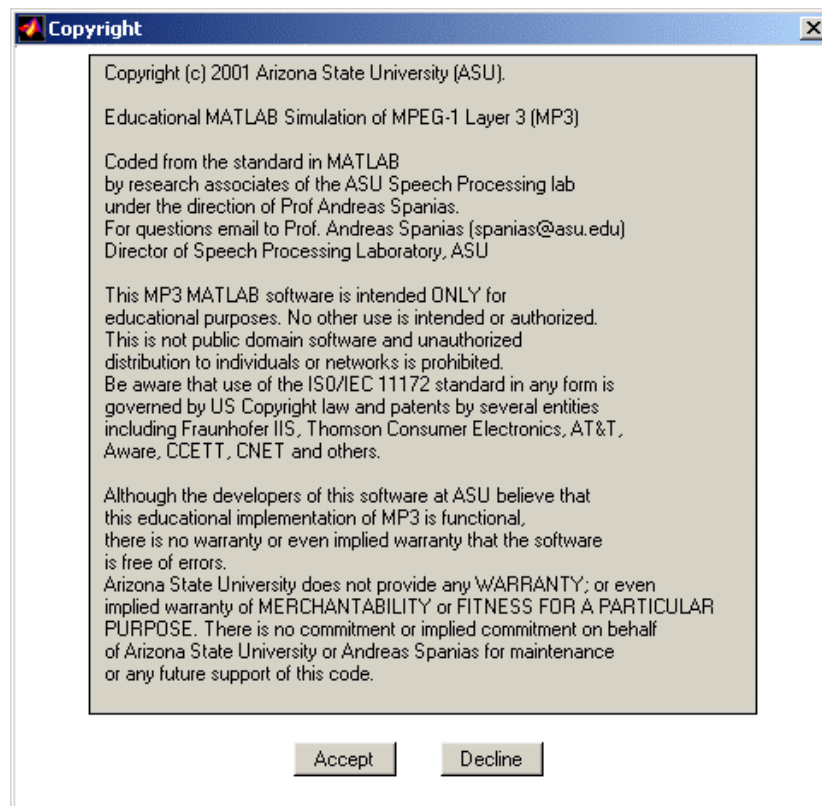 Copyright
Copyright (c) 2001 Arizona State University (ASU).
Educational MATLAB Simulation of MPEG-1 Layer 3 (MP3)
Coded from the standard in MATLAB
by research associates of the ASU Speech Processing lab
under the direction of Prof Andreas Spanias.
For questions email to Prof. Andreas Spanias (spanias@asu.edu)
Director of Speech Processing Laboratory, ASU
This MP3 MATLAB software is intended ONLY for
educational purposes. No other use is intended or authorized.
This is not public domain software and unauthorized
distribution to individuals or networks is prohibited.
Be aware that use of the ISO/IEC 11172 standard in any form is
governed by US Copyright law and patents by several entities
including Fraunhofer IIS, Thomson Consumer Electronics, AT&T,
Aware, CCETT, CNET and others.
Although the developers of this software at ASU believe that
this educational implementation of MP3 is functional,
there is no warranty or even implied warranty that the software
is free of errors.
Arizona State University does not provide any WARRANTY; or even
implied warranty of MERCHANTABILITY or FITNESS FOR A PARTICULAR
PURPOSE. There is no commitment or implied commitment on behalf
of Arizona State University or Andreas Spanias for maintenance
or any future support of this code.
Accept
Decline